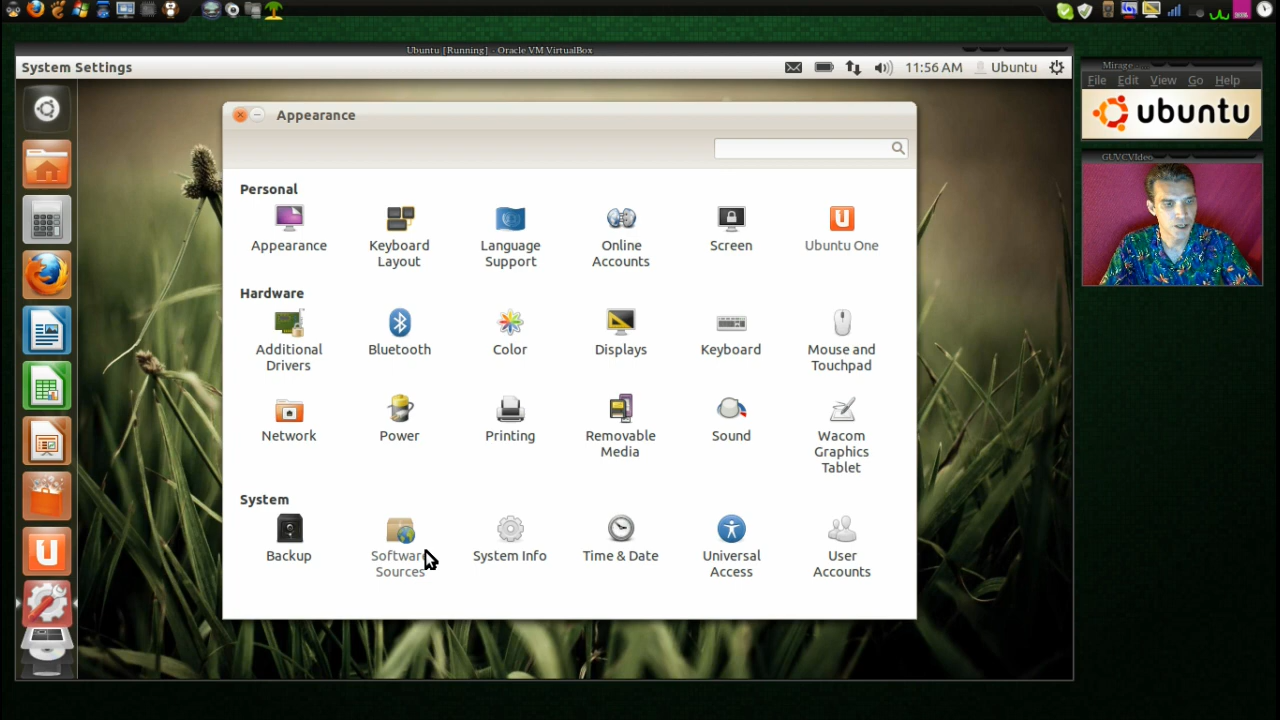 Ubuntu [Running] - Oracle VM VirtualBox
System Settings
11:56 AM
Ubuntu
Appearance
Personal
Appearance
Keyboard
Layout
Language
Support
Online
Accounts
Screen
Ubuntu One
Hardware
Additional
Drivers
Bluetooth
Color
Displays
Keyboard
Mouse and
Touchpad
Network
Power
Printing
Removable
Media
Sound
Wacom
Graphics
Tablet
System
Backup
Software
Sources
System Info
Time & Date
Universal
Access
User
Accounts
Mirage
File Edit View Go Help
ubuntu
GUVCVideo